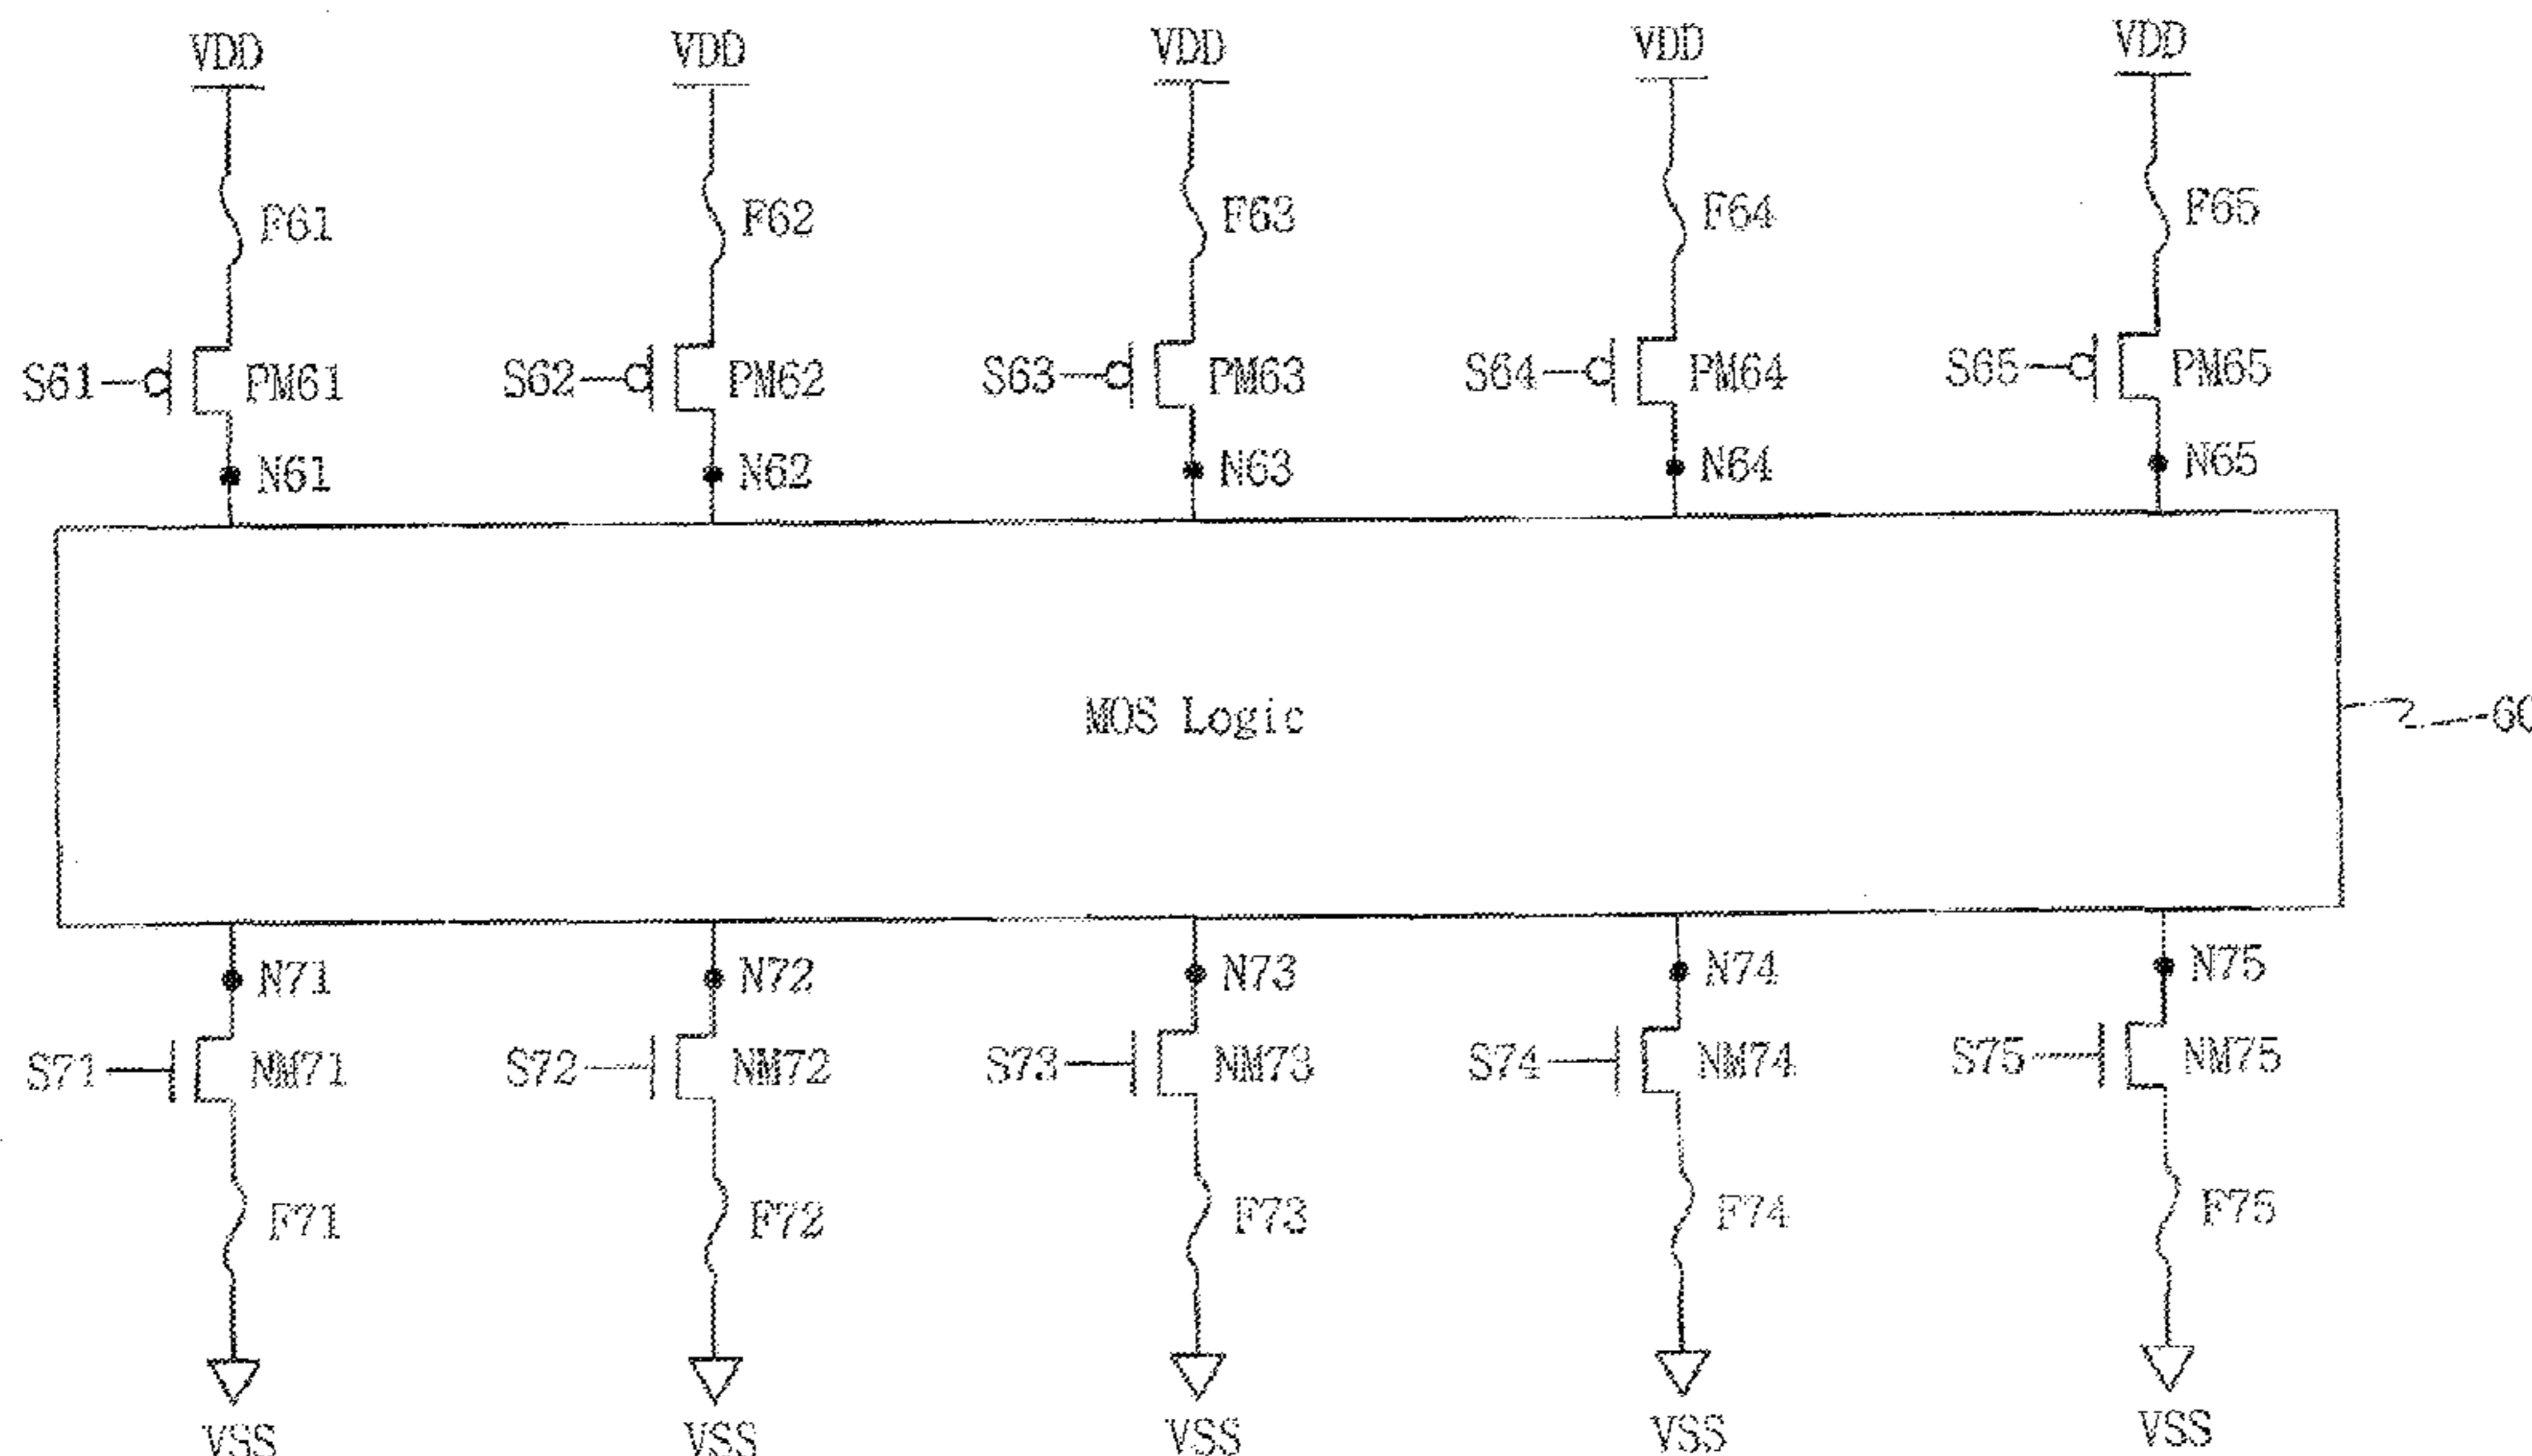 VDD VDD VDD VDD VDD
F61 F62 F63 F64 F65
S61 PM61 S62 PM62 S63 PM63 S64 PM64 S65 PM65
N61 N62 N63 N64 N65
MOS Logic
N71 N72 N73 N74 N75
S71 NM71 S72 NM72 S73 NM73 S74 NM74 S75 NM75
F71 F72 F73 F74 F75
VSS VSS VSS VSS VSS